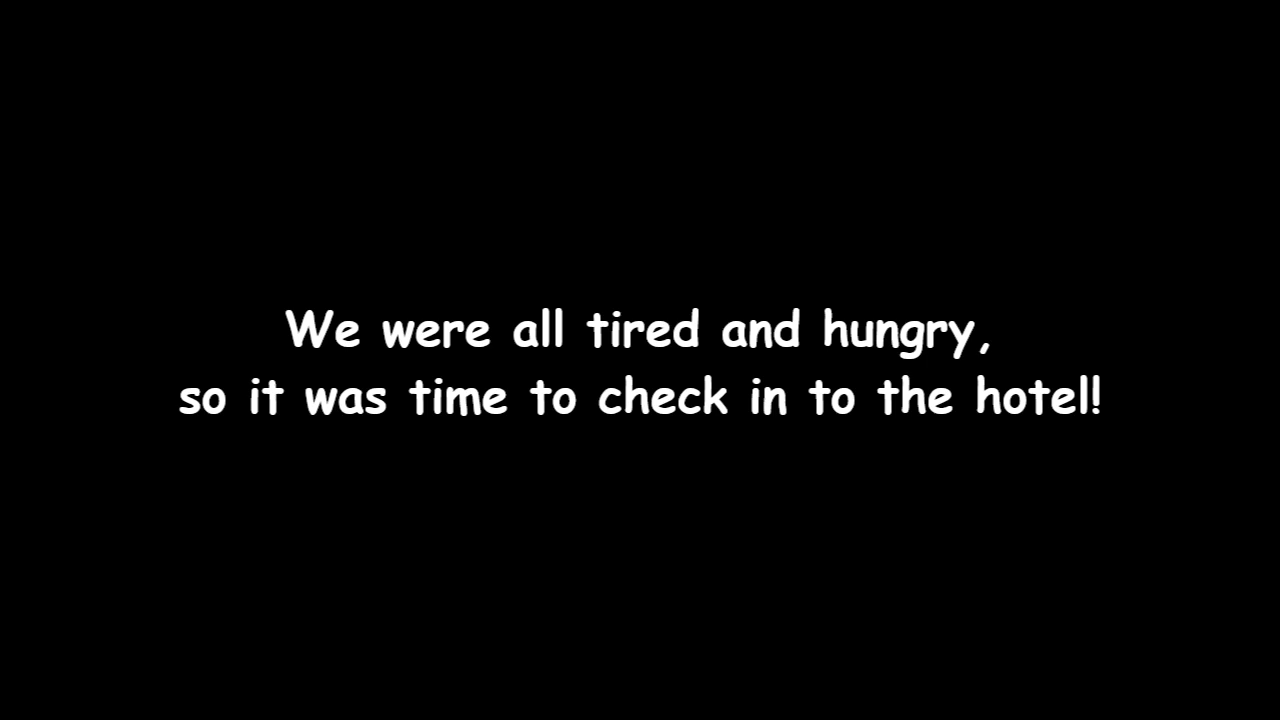 We were all tired and hungry,
so it was time to check in to the hotel!